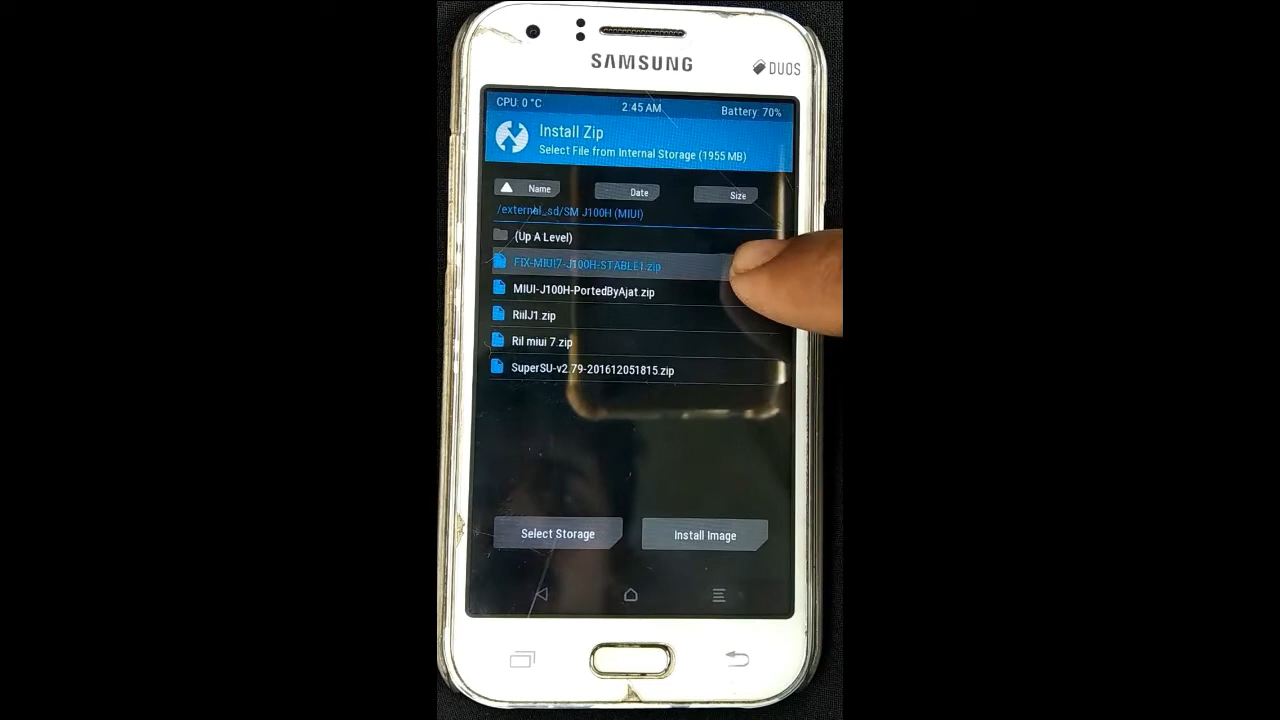 SAMSUNG
DUOS
CPU: 0 °C 2:45 AM Battery: 70%
Install Zip
Select File from Internal Storage (1955 MB)
Name Date Size
/external_sd/SM J100H (MIUI)
(Up A Level)
FIX-MIUI7-J100H-STABLE1.zip
MIUI-J100H-PortedByAjat.zip
RiilJ1.zip
Ril miui 7.zip
SuperSU-v2.79-201612051815.zip
Select Storage Install Image